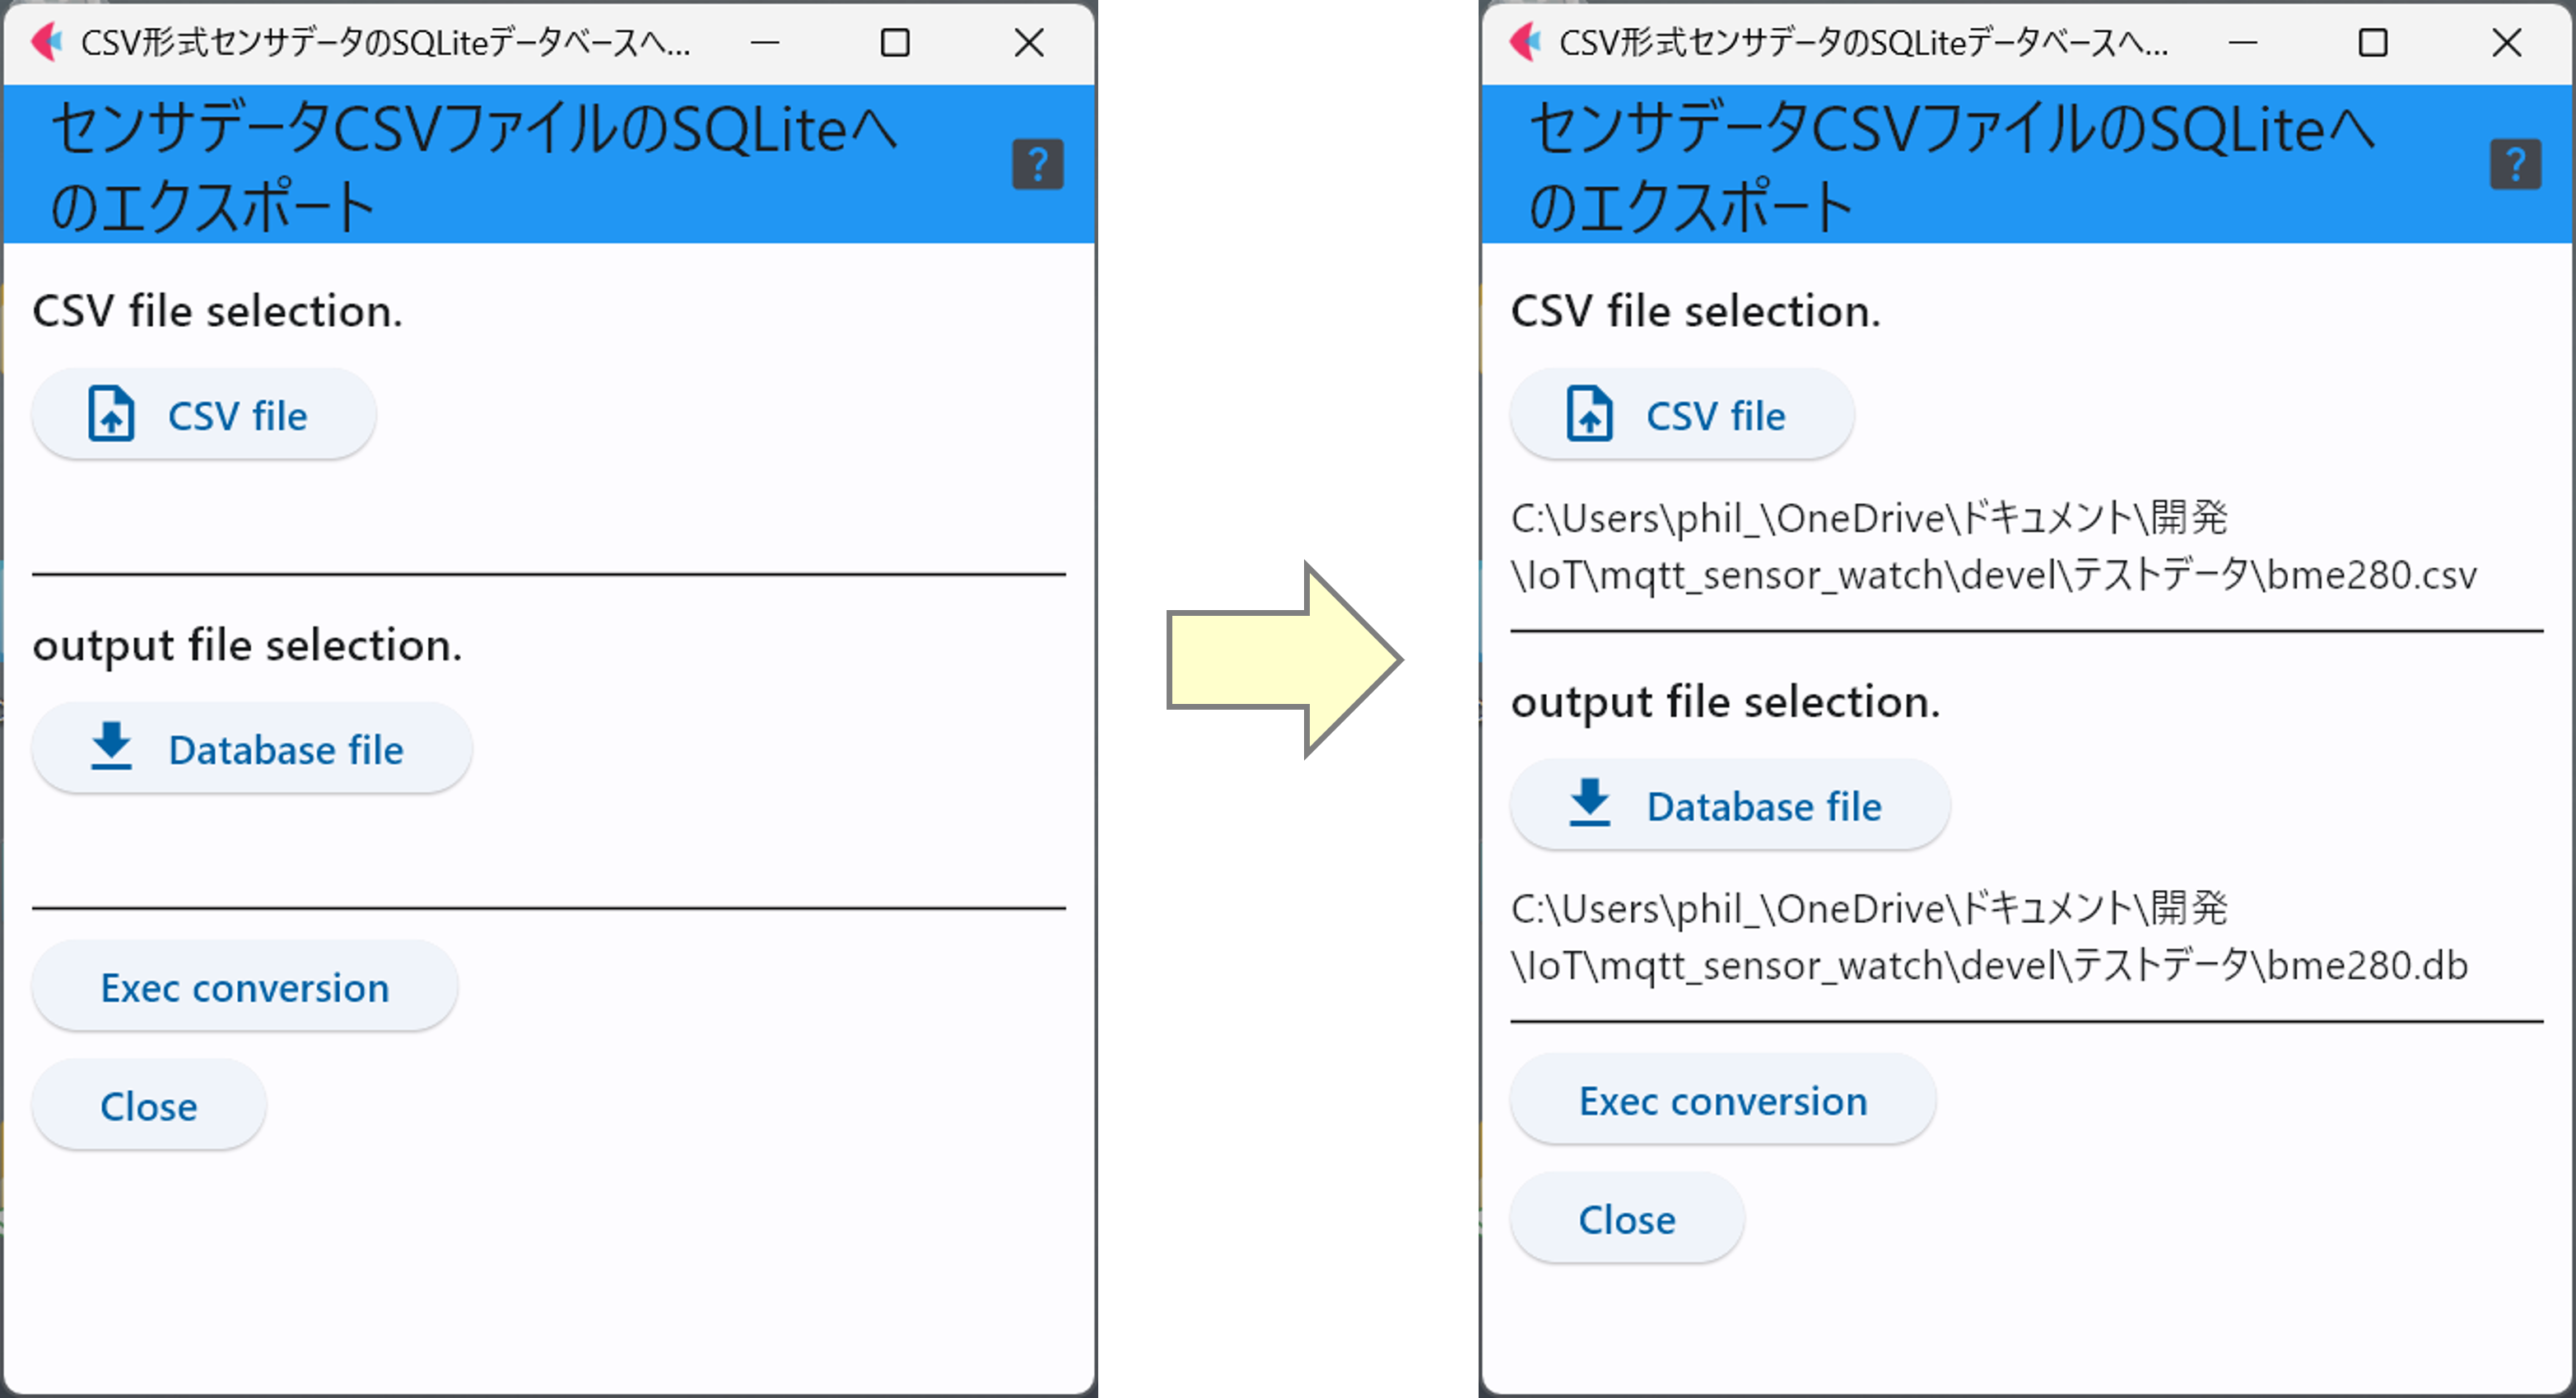 CSV形式センサデータのSQLiteデータベースへ...
センサデータCSVファイルのSQLiteへ
のエクスポート
?
CSV file selection.
CSV file
output file selection.
Database file
Exec conversion
Close
CSV形式センサデータのSQLiteデータベースへ...
センサデータCSVファイルのSQLiteへ
のエクスポート
?
CSV file selection.
CSV file
C:\Users\phil_\OneDrive\ドキュメント\開発
\IoT\mqtt_sensor_watch\devel\テストデータ\bme280.csv
output file selection.
Database file
C:\Users\phil_\OneDrive\ドキュメント\開発
\IoT\mqtt_sensor_watch\devel\テストデータ\bme280.db
Exec conversion
Close